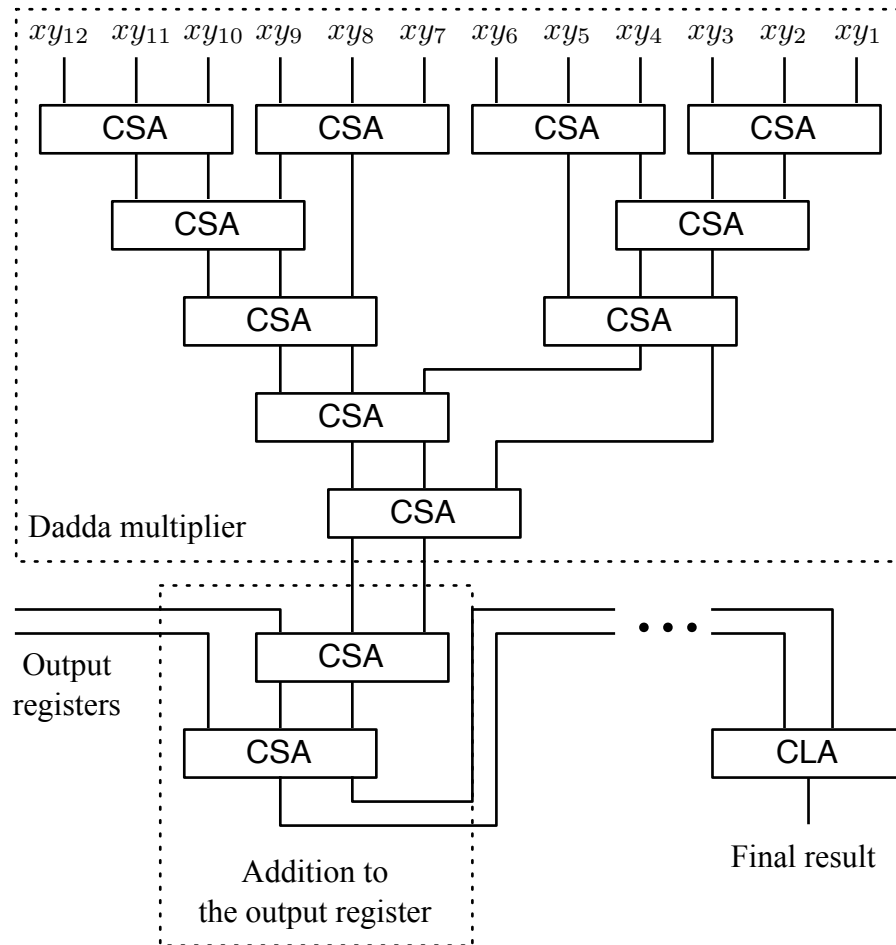 xy₁₂ xy₁₁ xy₁₀ xy₉ xy₈ xy₇ xy₆ xy₅ xy₄ xy₃ xy₂ xy₁
CSA CSA CSA CSA
CSA CSA
CSA CSA
CSA
CSA
Dadda multiplier
CSA
Output
registers
CSA CLA
Final result
Addition to
the output register